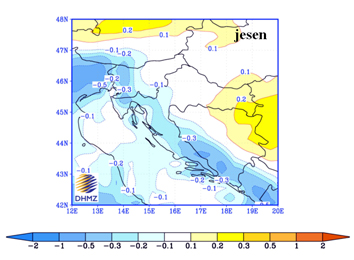 48N
0.2
0.1
0.1
jesen
47N
-0.1
-0.1
46N
-0.5
-0.3
-0.1
0.1
0.2
45N
-0.1
44N
-0.2
-0.3
43N
-0.1
-0.2
-0.1
-0.2
DHMZ
42N
12E 13E 14E 15E 16E 17E 18E 19E 20E
-2 -1 -0.5 -0.3 -0.2 -0.1 0.1 0.2 0.3 0.5 1 2